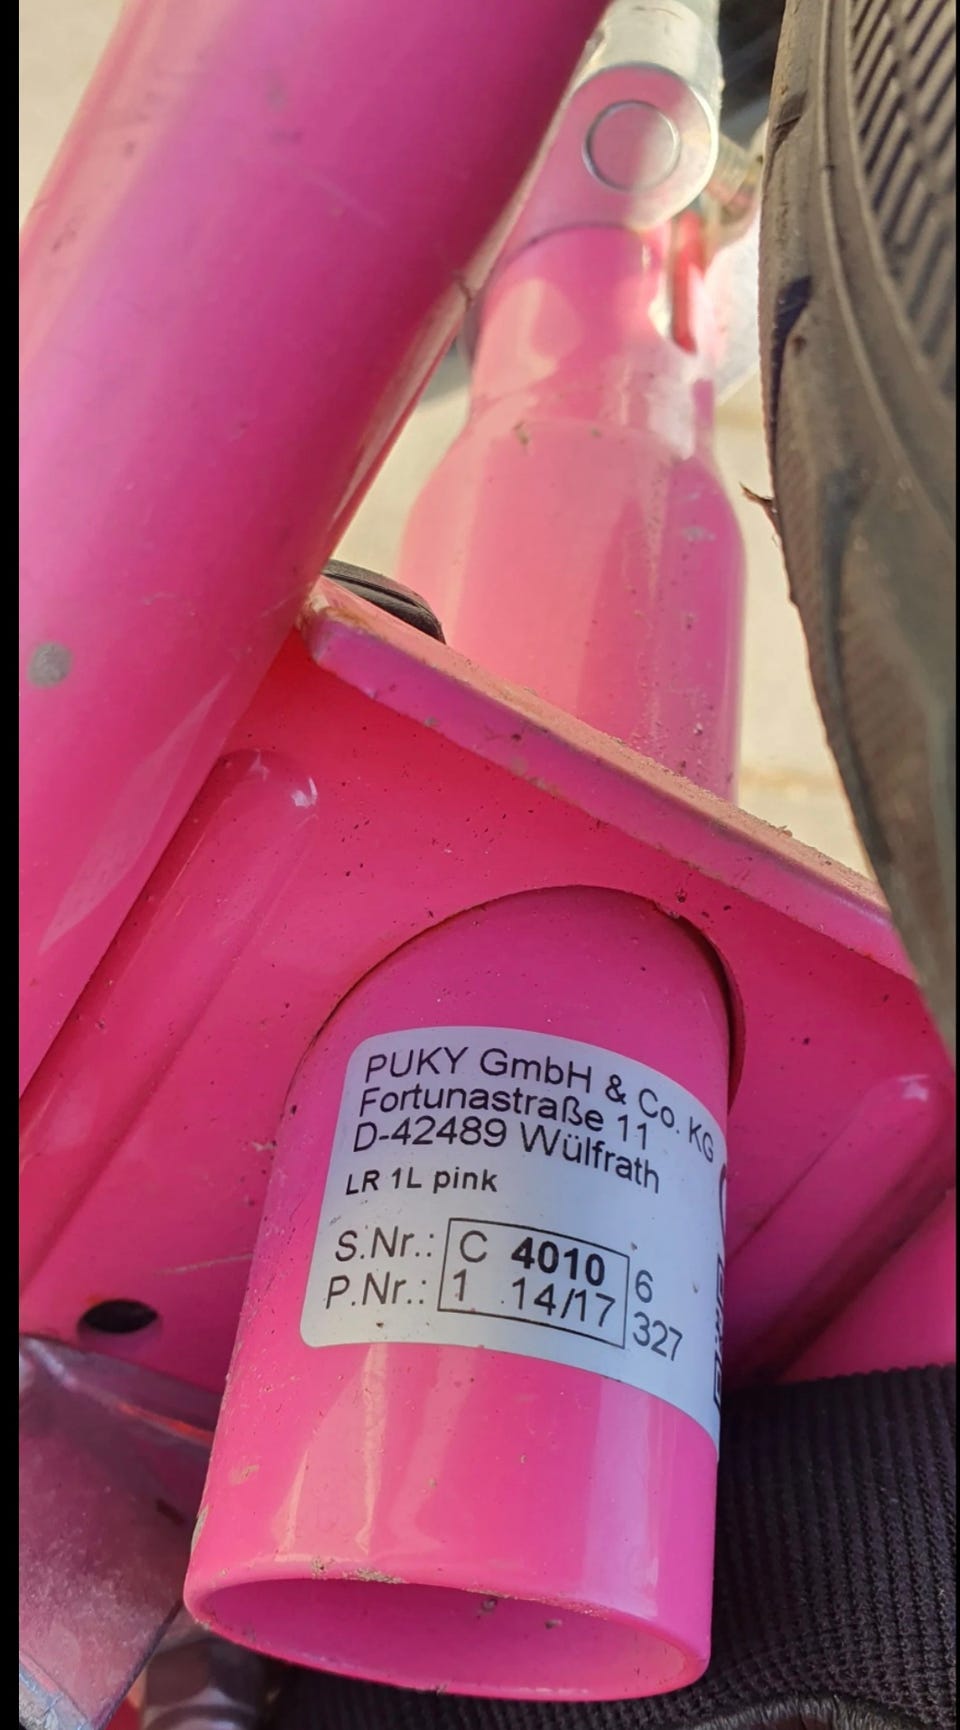 PUKY GmbH & Co. KG
Fortunastraße 11
D-42489 Wülfrath
LR 1L pink
S.Nr.: C 4010 6
P.Nr.: 1 14/17 327